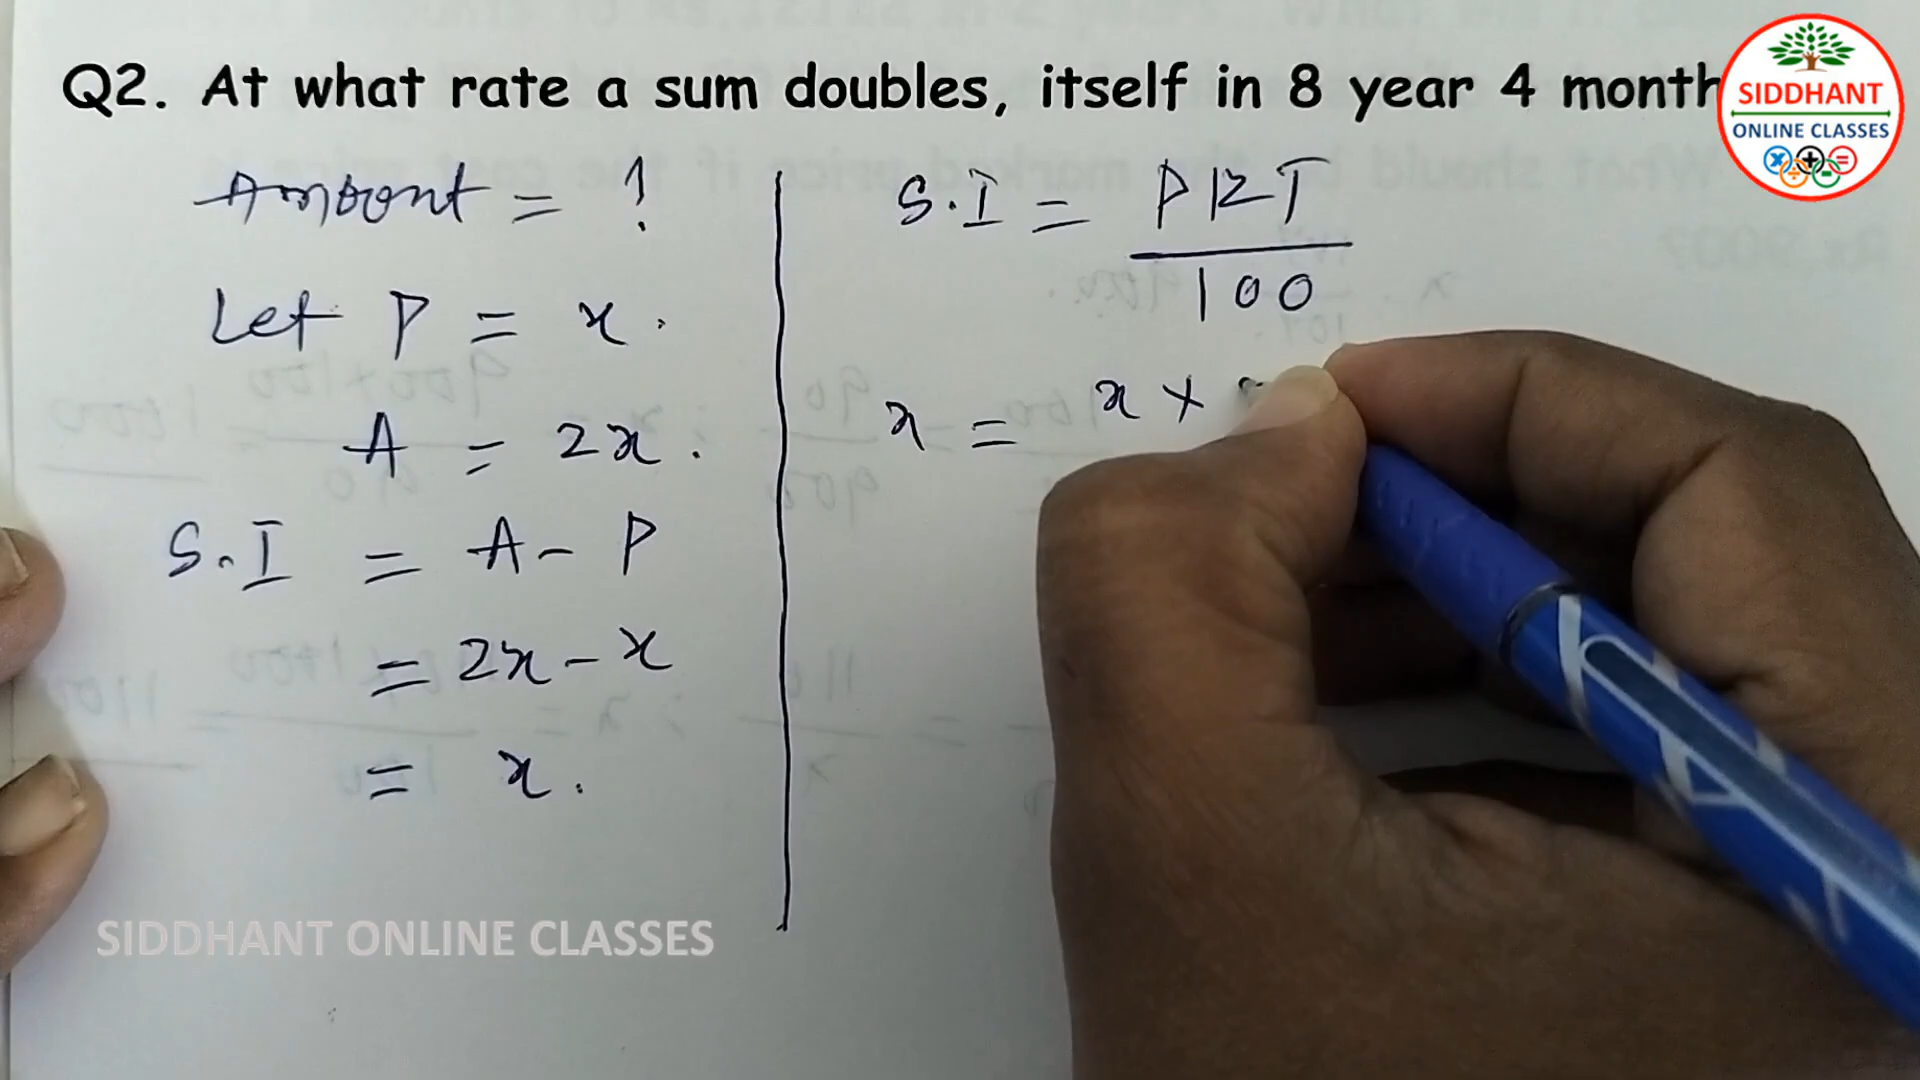 Q2. At what rate a sum doubles, itself in 8 year 4 month
SIDDHANT
ONLINE CLASSES
Amount = ?
Let P = x.
A = 2x.
S.I = A - P
= 2x - x
= x.
S.I = PRT
100
x = x ×
SIDDHANT ONLINE CLASSES